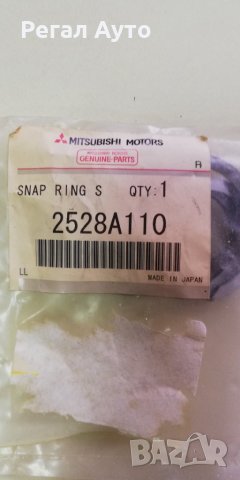 Регал Ауто
MITSUBISHI MOTORS
GENUINE PARTS
R
SNAP RING S QTY: 1
2528A110
LL
MADE IN JAPAN
BAZAR